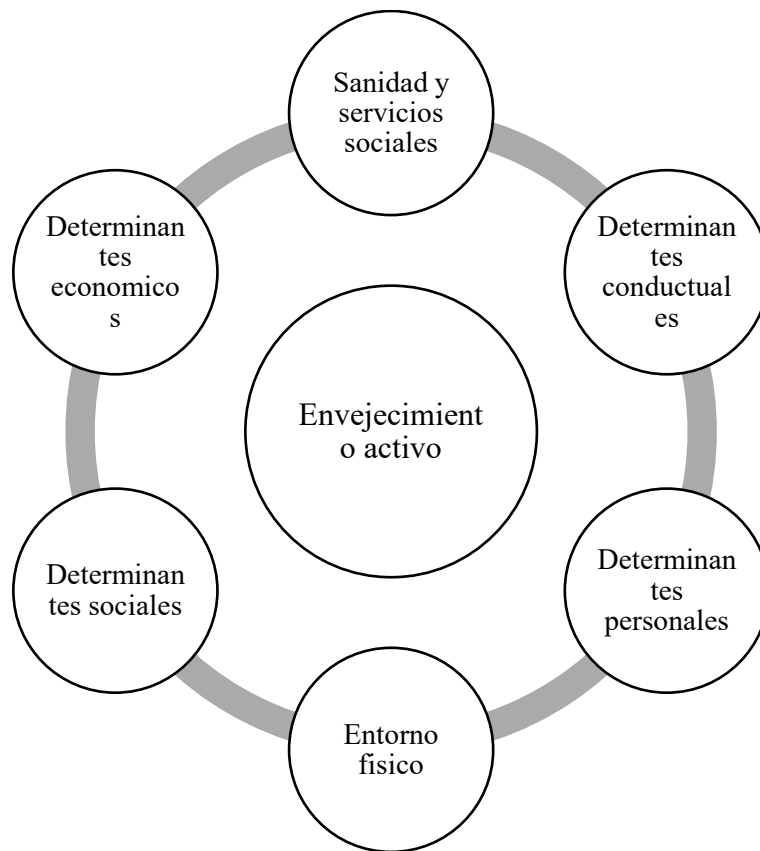 Sanidad y
servicios
sociales
Determinan
tes
conductual
es
Determinan
tes
personales
Entorno
fisico
Determinan
tes sociales
Determinan
tes
economico
s
Envejecimient
o activo